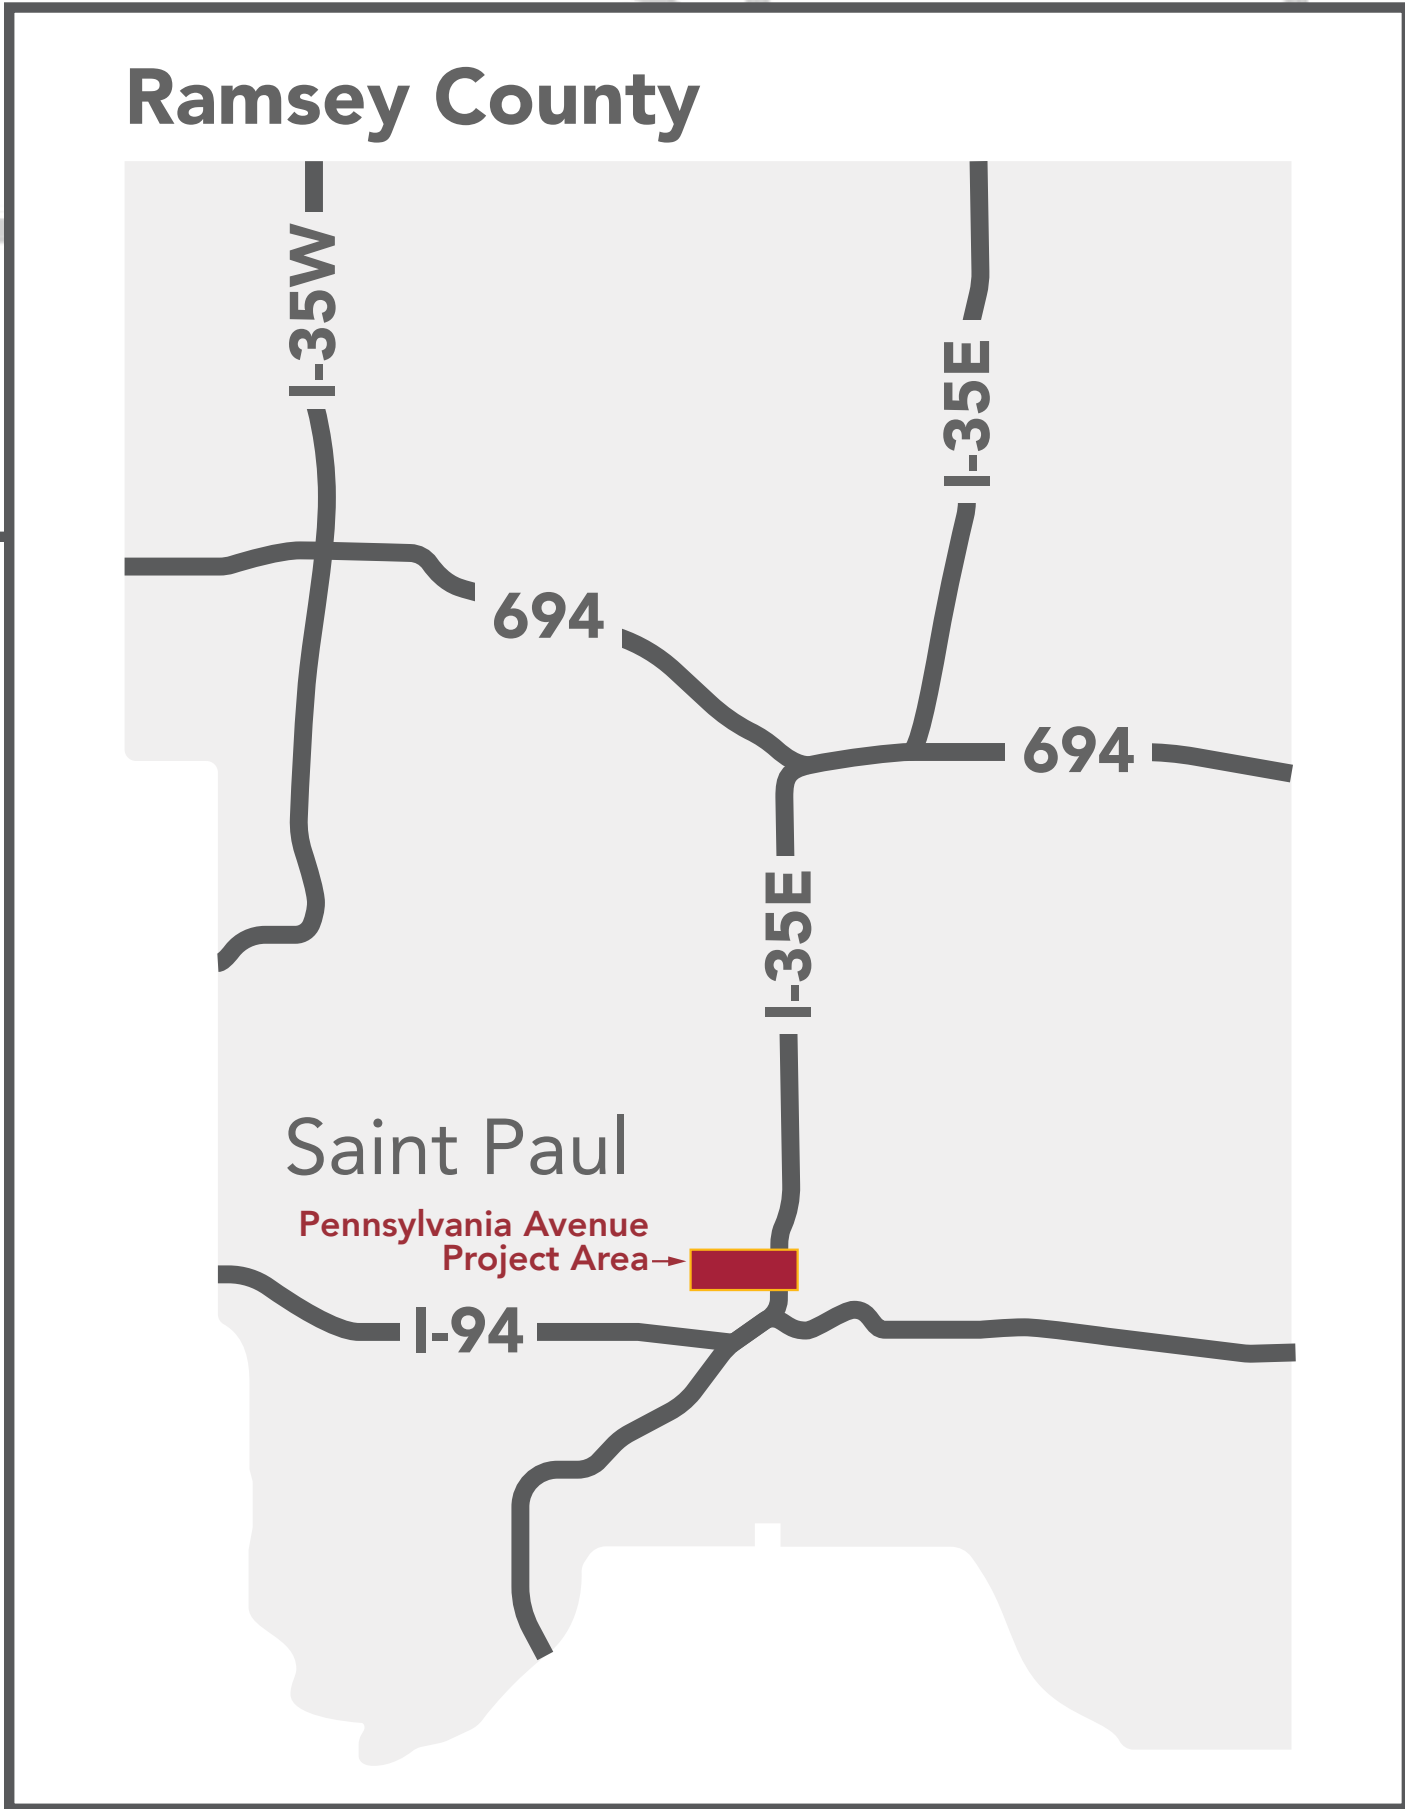 Ramsey County
I-35W
I-35E
694
694
I-35E
Saint Paul
Pennsylvania Avenue
Project Area
I-94